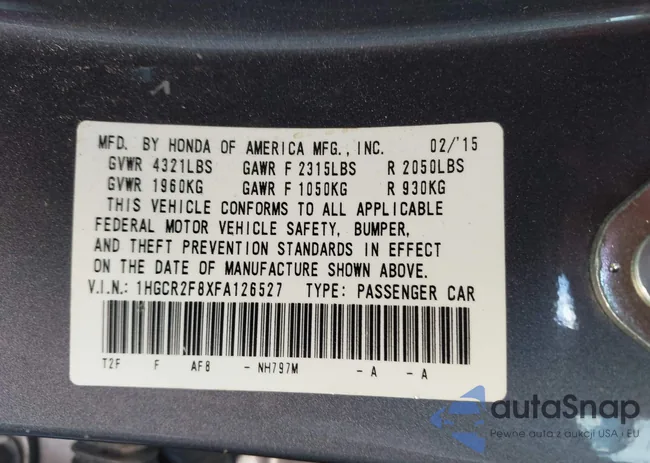 MFD. BY HONDA OF AMERICA MFG., INC. 02/'15
GVWR 4321LBS GAWR F 2315LBS R 2050LBS
GVWR 1960KG GAWR F 1050KG R 930KG
THIS VEHICLE CONFORMS TO ALL APPLICABLE
FEDERAL MOTOR VEHICLE SAFETY, BUMPER,
AND THEFT PREVENTION STANDARDS IN EFFECT
ON THE DATE OF MANUFACTURE SHOWN ABOVE.
V.I.N.: 1HGCR2F8XFA126527 TYPE: PASSENGER CAR
T2F F AF8 - NH797M - A - A
autaSnap
Pewne auta z aukcji USA i EU